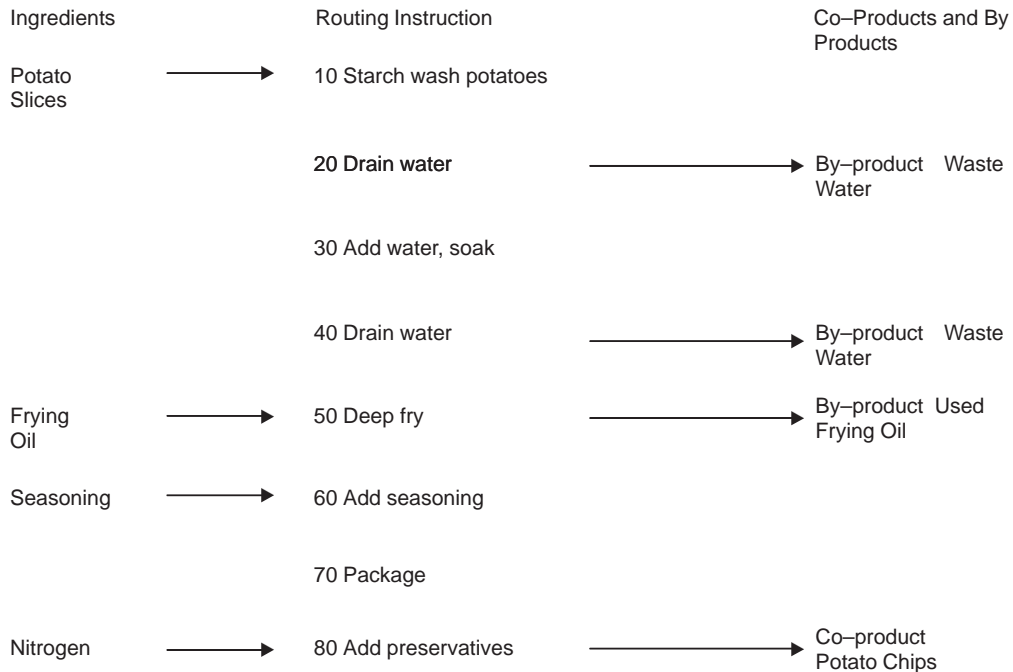 Ingredients
Routing Instruction
Co–Products and By
Products
Potato
Slices
10 Starch wash potatoes
20 Drain water
By–product Waste
Water
30 Add water, soak
40 Drain water
By–product Waste
Water
Frying
Oil
50 Deep fry
By–product Used
Frying Oil
Seasoning
60 Add seasoning
70 Package
Nitrogen
80 Add preservatives
Co–product
Potato Chips